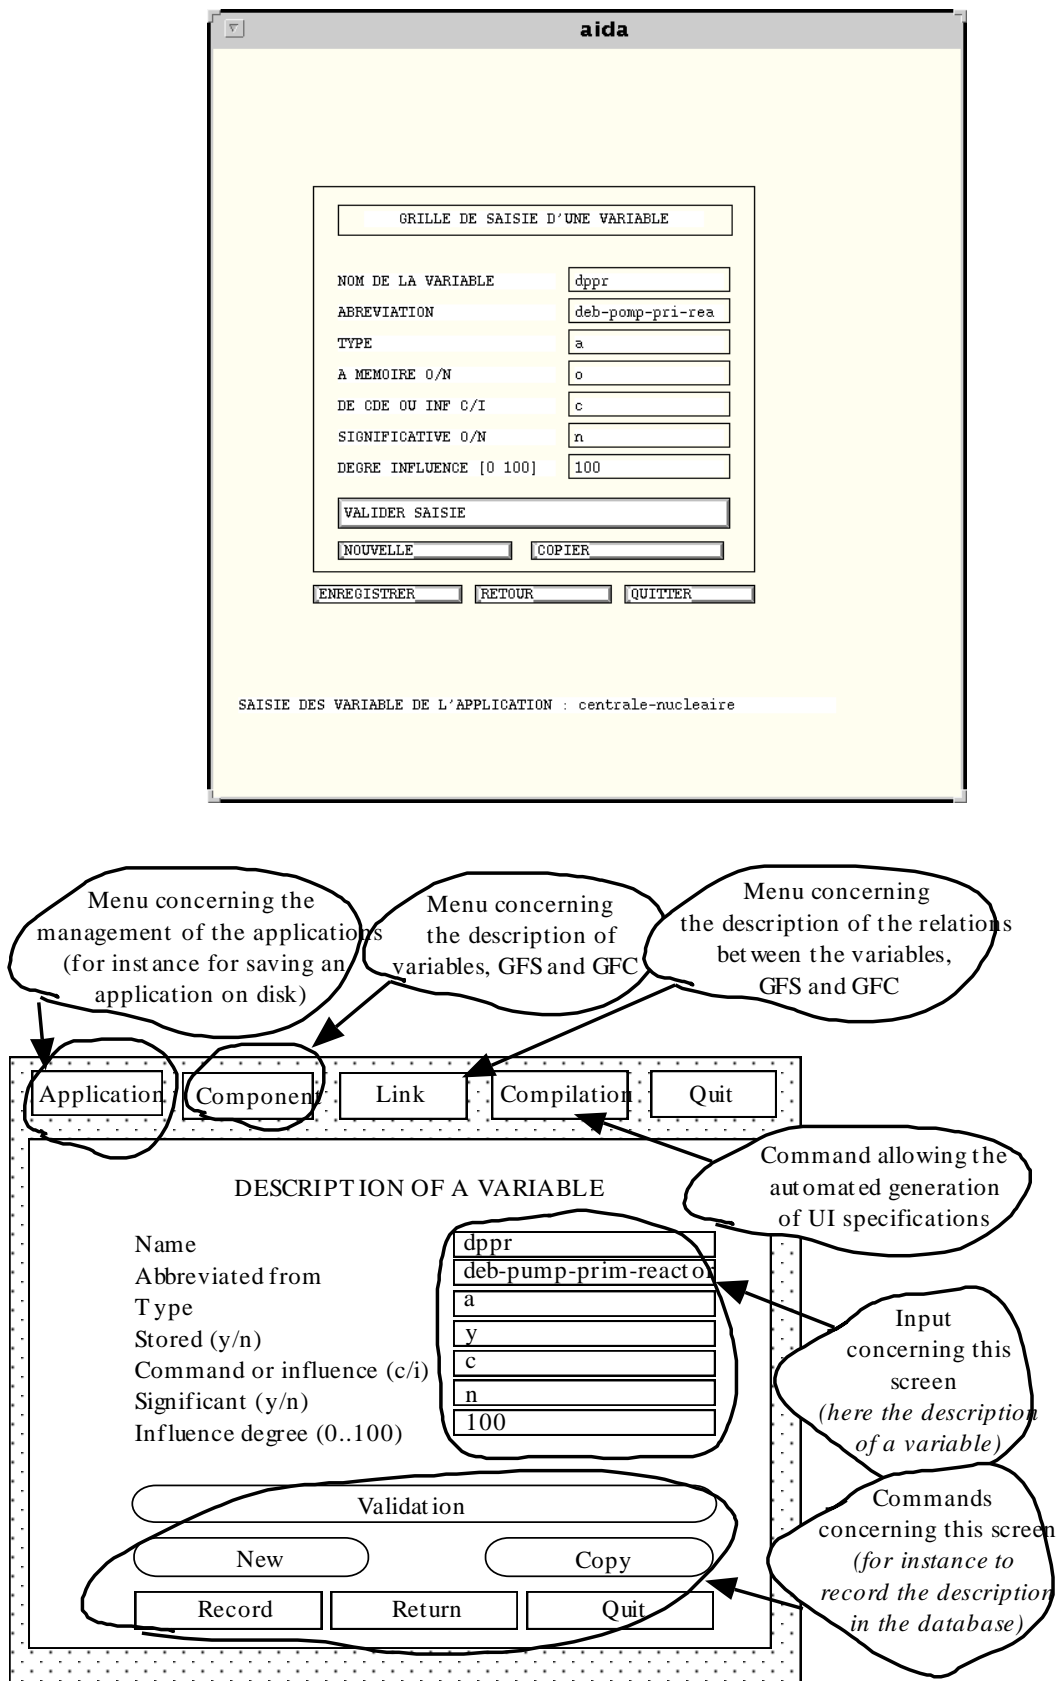 aida
GRILLE DE SAISIE D'UNE VARIABLE
NOM DE LA VARIABLE dppr
ABREVIATION deb-pomp-pri-rea
TYPE a
A MEMOIRE O/N o
DE CDE OU INF C/I c
SIGNIFICATIVE O/N n
DEGRE INFLUENCE [0 100] 100
VALIDER SAISIE
NOUVELLE COPIER
ENREGISTRER RETOUR QUITTER
SAISIE DES VARIABLE DE L'APPLICATION : centrale-nucleaire
Menu concerning the
management of the applications
(for instance for saving an
application on disk)
Menu concerning
the description of
variables, GFS and GFC
Menu concerning
the description of the relations
between the variables,
GFS and GFC
Application Component Link Compilation Quit
Command allowing the
automated generation
of UI specifications
DESCRIPTION OF A VARIABLE
Name dppr
Abbreviated from deb-pump-prim-reactor
Type a
Stored (y/n) y
Command or influence (c/i) c
Significant (y/n) n
Influence degree (0..100) 100
Input
concerning this
screen
(here the description
of a variable)
Validation
New Copy
Record Return Quit
Commands
concerning this screen
(for instance to
record the description
in the database)